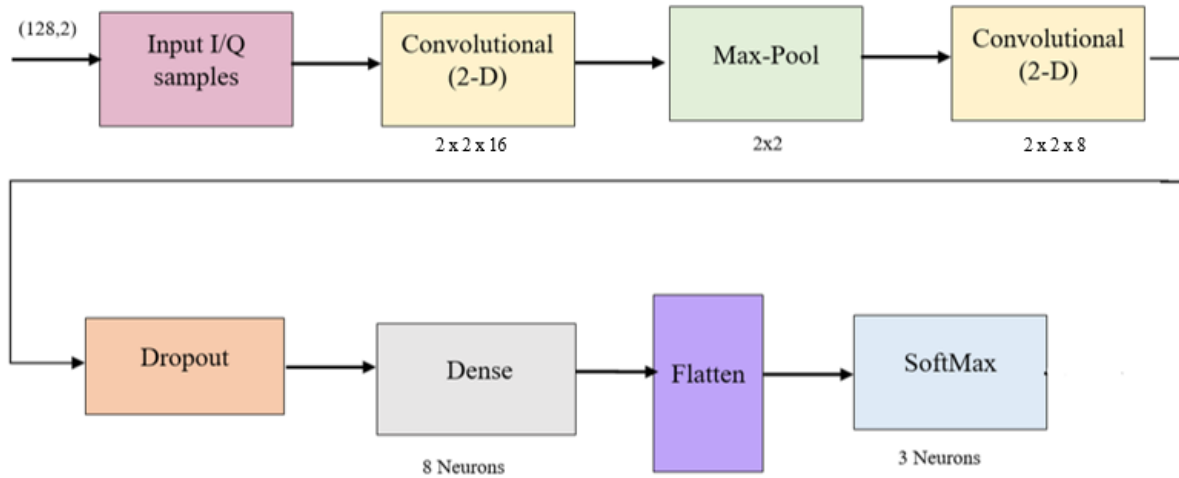 (128,2)
Input I/Q
samples
Convolutional
(2-D)
2 x 2 x 16
Max-Pool
2x2
Convolutional
(2-D)
2 x 2 x 8
Dropout
Dense
8 Neurons
Flatten
SoftMax
3 Neurons